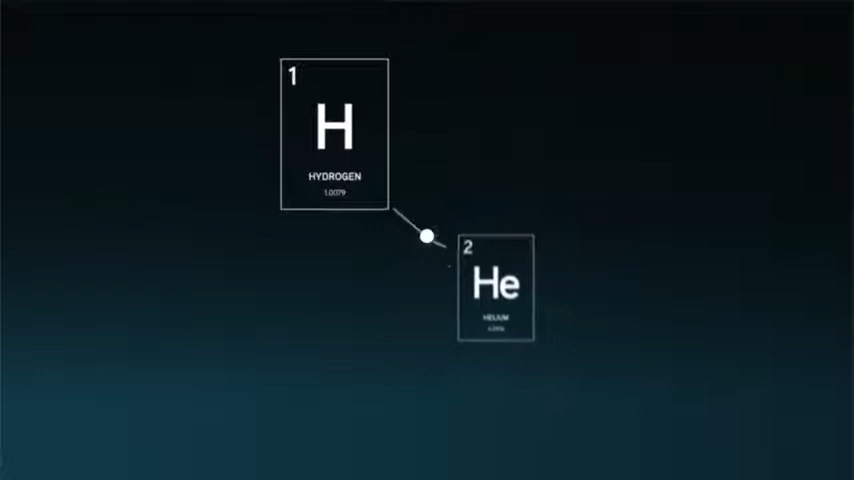 1
H
HYDROGEN
1.0079
2
He
HELIUM